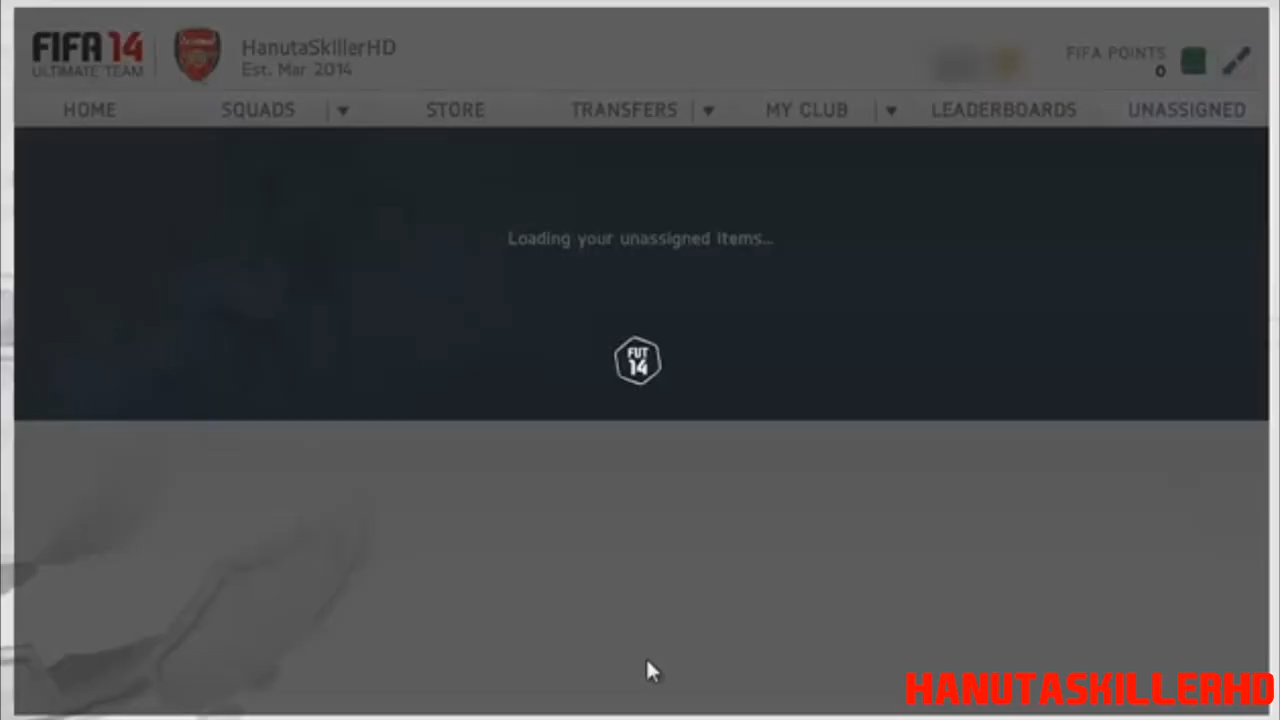 FIFA 14
ULTIMATE TEAM
Arsenal
HanutaSkillerHD
Est. Mar 2014
FIFA POINTS
0
HOME
SQUADS
STORE
TRANSFERS
MY CLUB
LEADERBOARDS
UNASSIGNED
Loading your unassigned items...
FUT
14
HANUTASKILLERHD